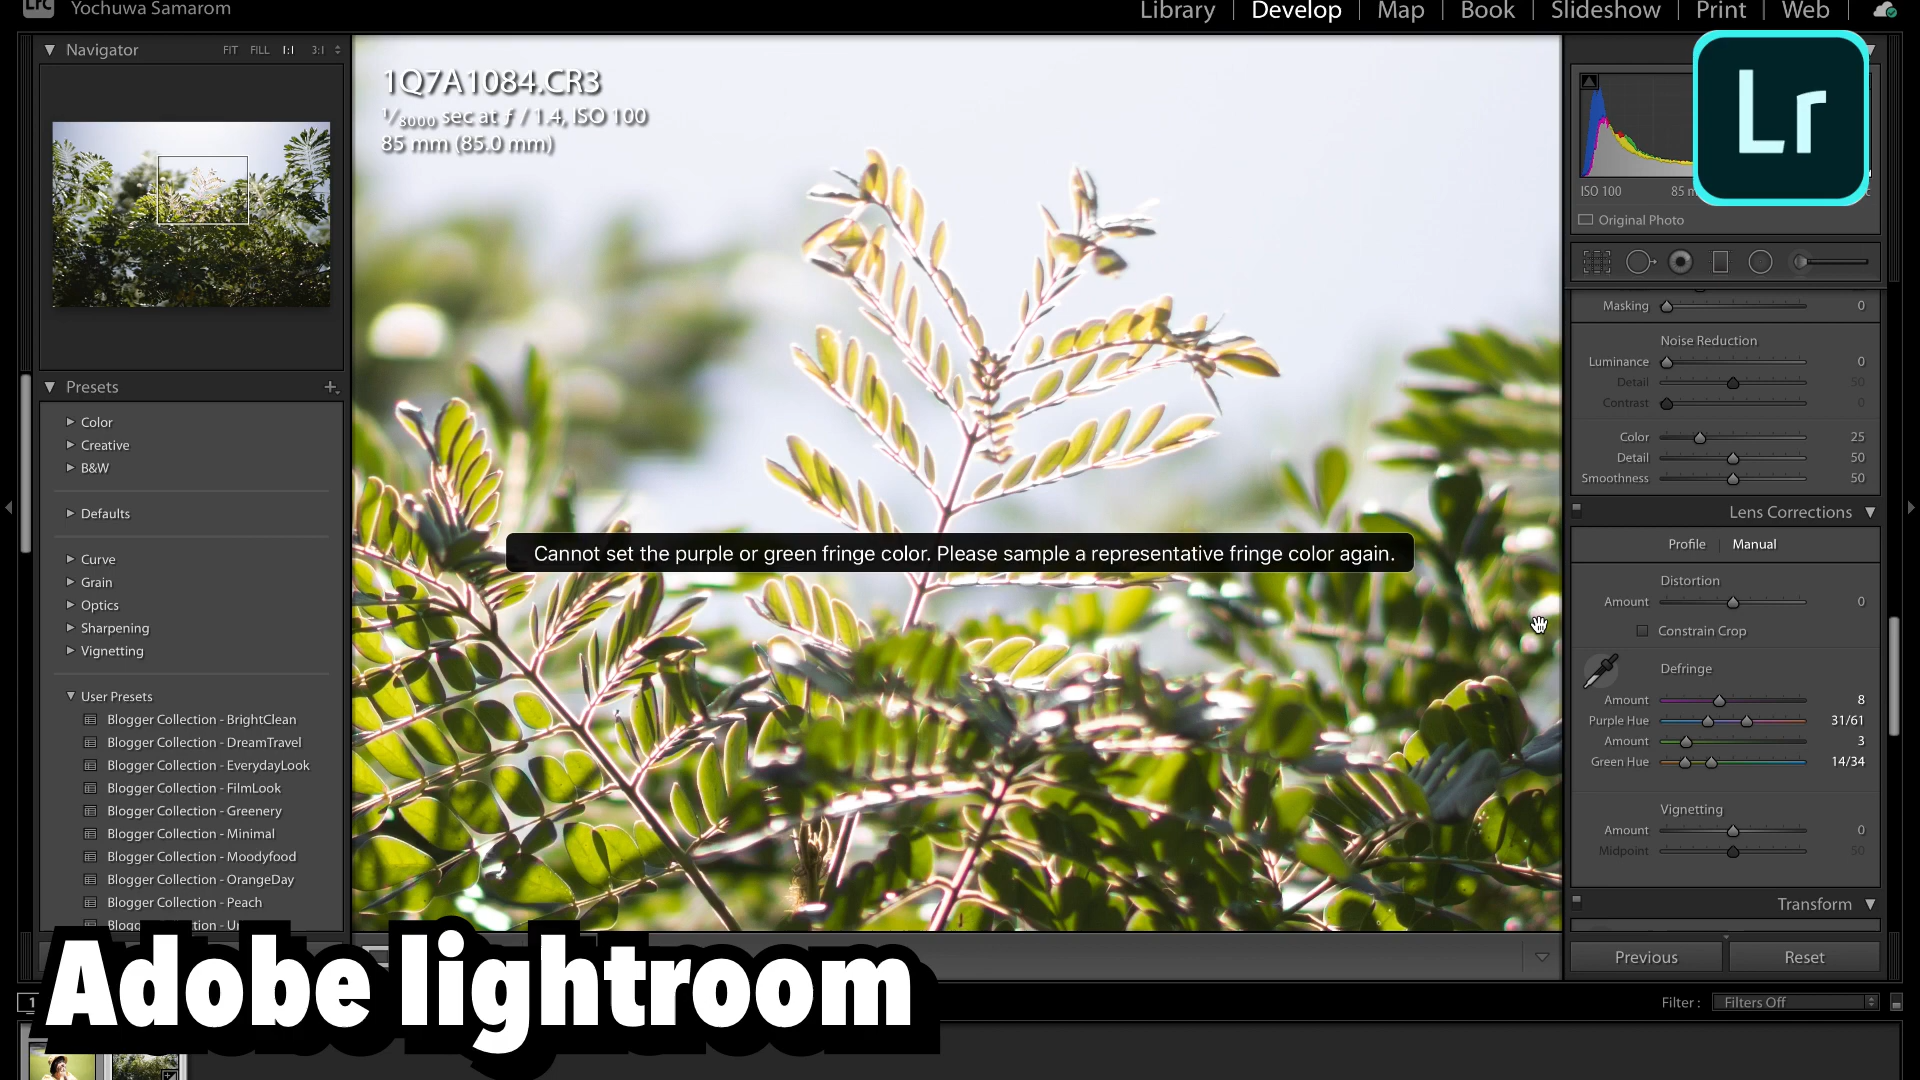 Lrc
Yochuwa Samarom
Library
Develop
Map
Book
Slideshow
Print
Web
Navigator
FIT FILL 1:1 3:1
1Q7A1084.CR3
1/8000 sec at ƒ / 1.4, ISO 100
85 mm (85.0 mm)
Lr
ISO 100
85 m
Original Photo
Masking 0
Noise Reduction
Luminance 0
Detail 50
Contrast 0
Color 25
Detail 50
Smoothness 50
Lens Corrections
Profile Manual
Distortion
Amount 0
Constrain Crop
Defringe
Amount 8
Purple Hue 31/61
Amount 3
Green Hue 14/34
Vignetting
Amount 0
Midpoint 50
Transform
Previous
Reset
Filter : Filters Off
Presets
Color
Creative
B&W
Defaults
Curve
Grain
Optics
Sharpening
Vignetting
User Presets
Blogger Collection - BrightClean
Blogger Collection - DreamTravel
Blogger Collection - EverydayLook
Blogger Collection - FilmLook
Blogger Collection - Greenery
Blogger Collection - Minimal
Blogger Collection - Moodyfood
Blogger Collection - OrangeDay
Blogger Collection - Peach
Cannot set the purple or green fringe color. Please sample a representative fringe color again.
Adobe lightroom
1